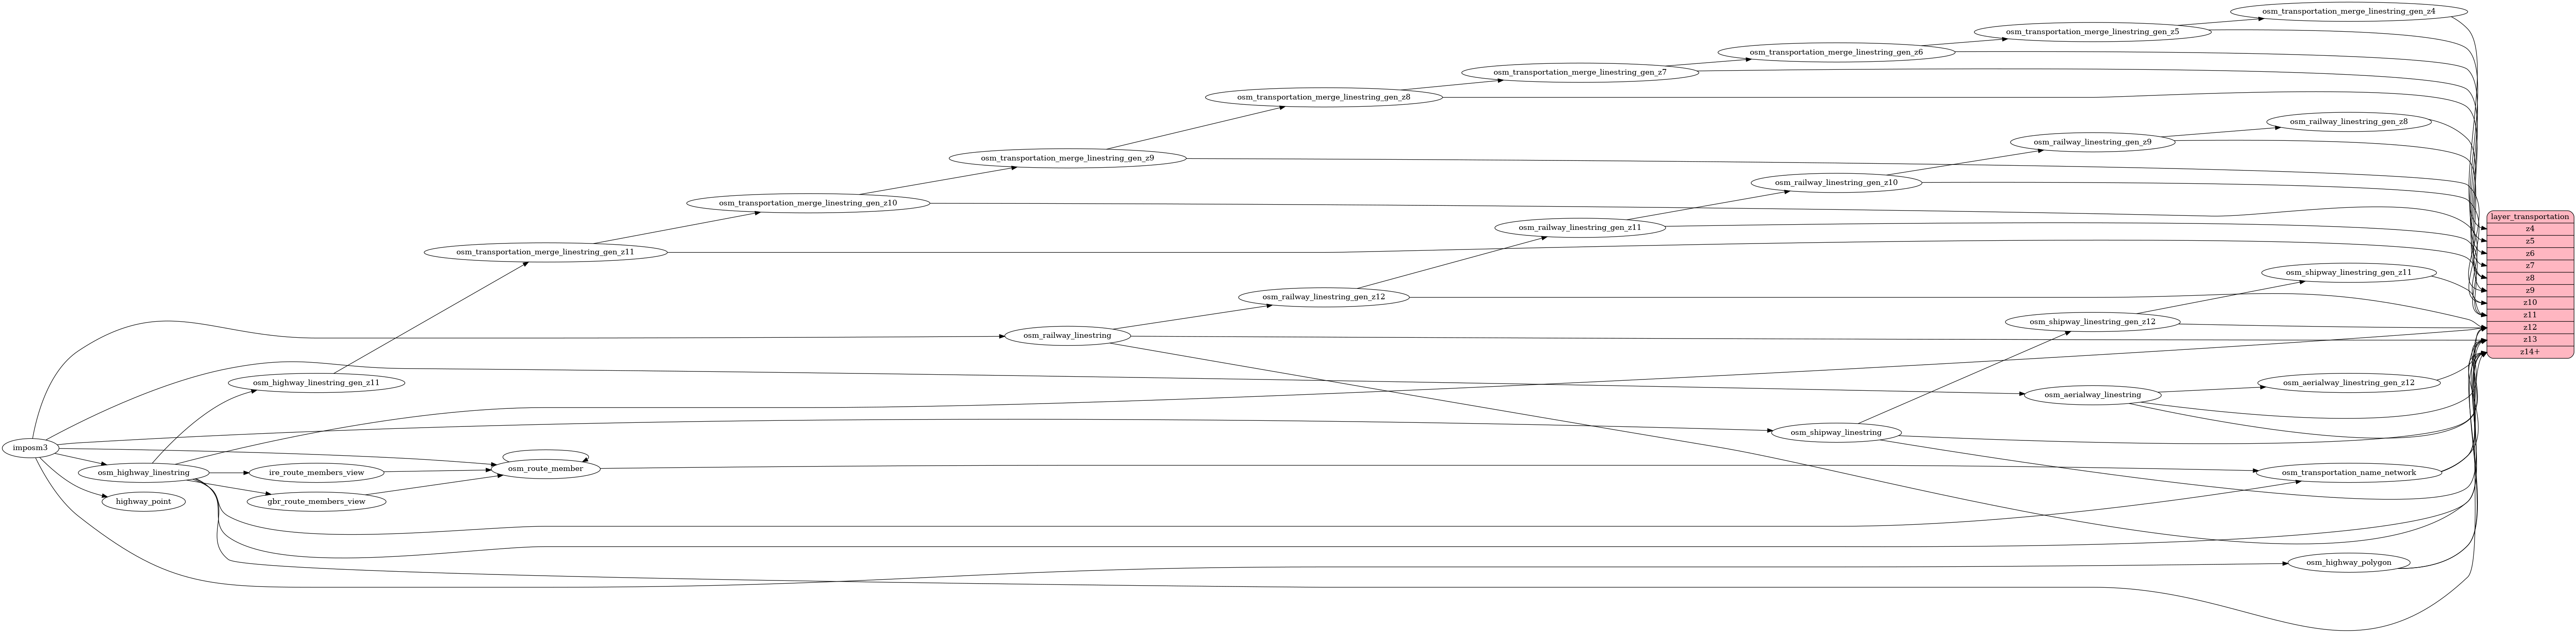 osm_transportation_merge_linestring_gen_z4
osm_transportation_merge_linestring_gen_z5
osm_transportation_merge_linestring_gen_z6
osm_transportation_merge_linestring_gen_z7
osm_transportation_merge_linestring_gen_z8
osm_railway_linestring_gen_z8
osm_railway_linestring_gen_z9
osm_transportation_merge_linestring_gen_z9
osm_railway_linestring_gen_z10
osm_transportation_merge_linestring_gen_z10
layer_transportation
z4
z5
z6
z7
z8
z9
z10
z11
z12
z13
z14+
osm_railway_linestring_gen_z11
osm_transportation_merge_linestring_gen_z11
osm_shipway_linestring_gen_z11
osm_railway_linestring_gen_z12
osm_shipway_linestring_gen_z12
osm_railway_linestring
osm_highway_linestring_gen_z11
osm_aerialway_linestring_gen_z12
osm_aerialway_linestring
osm_shipway_linestring
imposm3
osm_route_member
osm_highway_linestring
ire_route_members_view
osm_transportation_name_network
highway_point
gbr_route_members_view
osm_highway_polygon